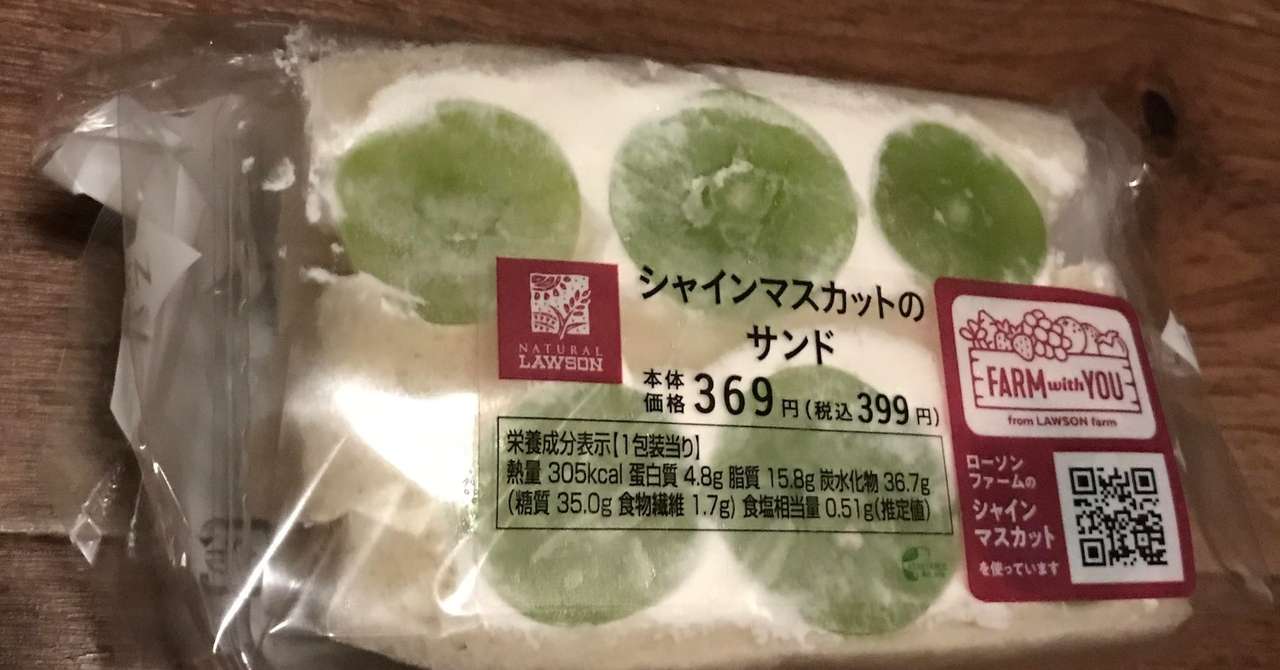 シャインマスカットの
サンド
NATURAL
LAWSON
本体
価格 369円(税込399円)
栄養成分表示[1包装当り]
熱量 305kcal 蛋白質 4.8g 脂質 15.8g 炭水化物 36.7g
(糖質 35.0g 食物繊維 1.7g) 食塩相当量 0.51g(推定値)
FARM with YOU
from LAWSON farm
ローソン
ファームの
シャイン
マスカット
を使っています